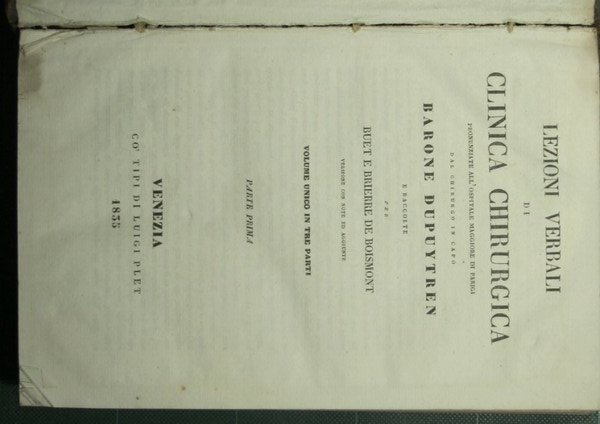 LEZIONI VERBALI
DI
CLINICA CHIRURGICA
PRONUNZIATE ALL'OSPITALE MAGGIORE DI PARIGI
DAL CHIRURGO IN CAPO
BARONE DUPUYTREN
E RACCOLTE
BUET E BRIERRE DE BOISMONT
VERSIONE CON NOTE ED AGGIUNTE
VOLUME UNICO IN TRE PARTI
PARTE PRIMA
VENEZIA
CO' TIPI DI LUIGI PLET
1835